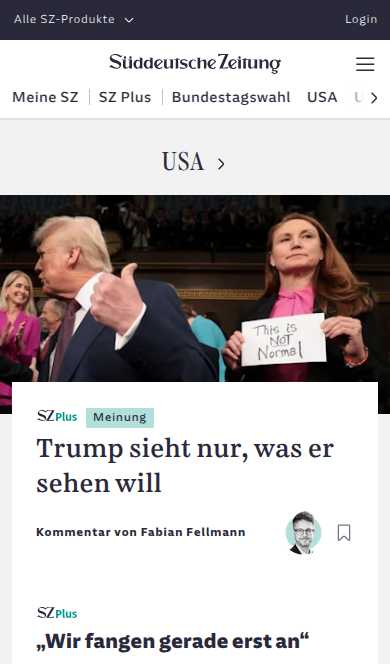 Alle SZ-Produkte
Login
Süddeutsche Zeitung
Meine SZ
SZ Plus
Bundestagswahl
USA
USA
This is
NOT
Normal
SZ Plus
Meinung
Trump sieht nur, was er
sehen will
Kommentar von Fabian Fellmann
SZ Plus
„Wir fangen gerade erst an“